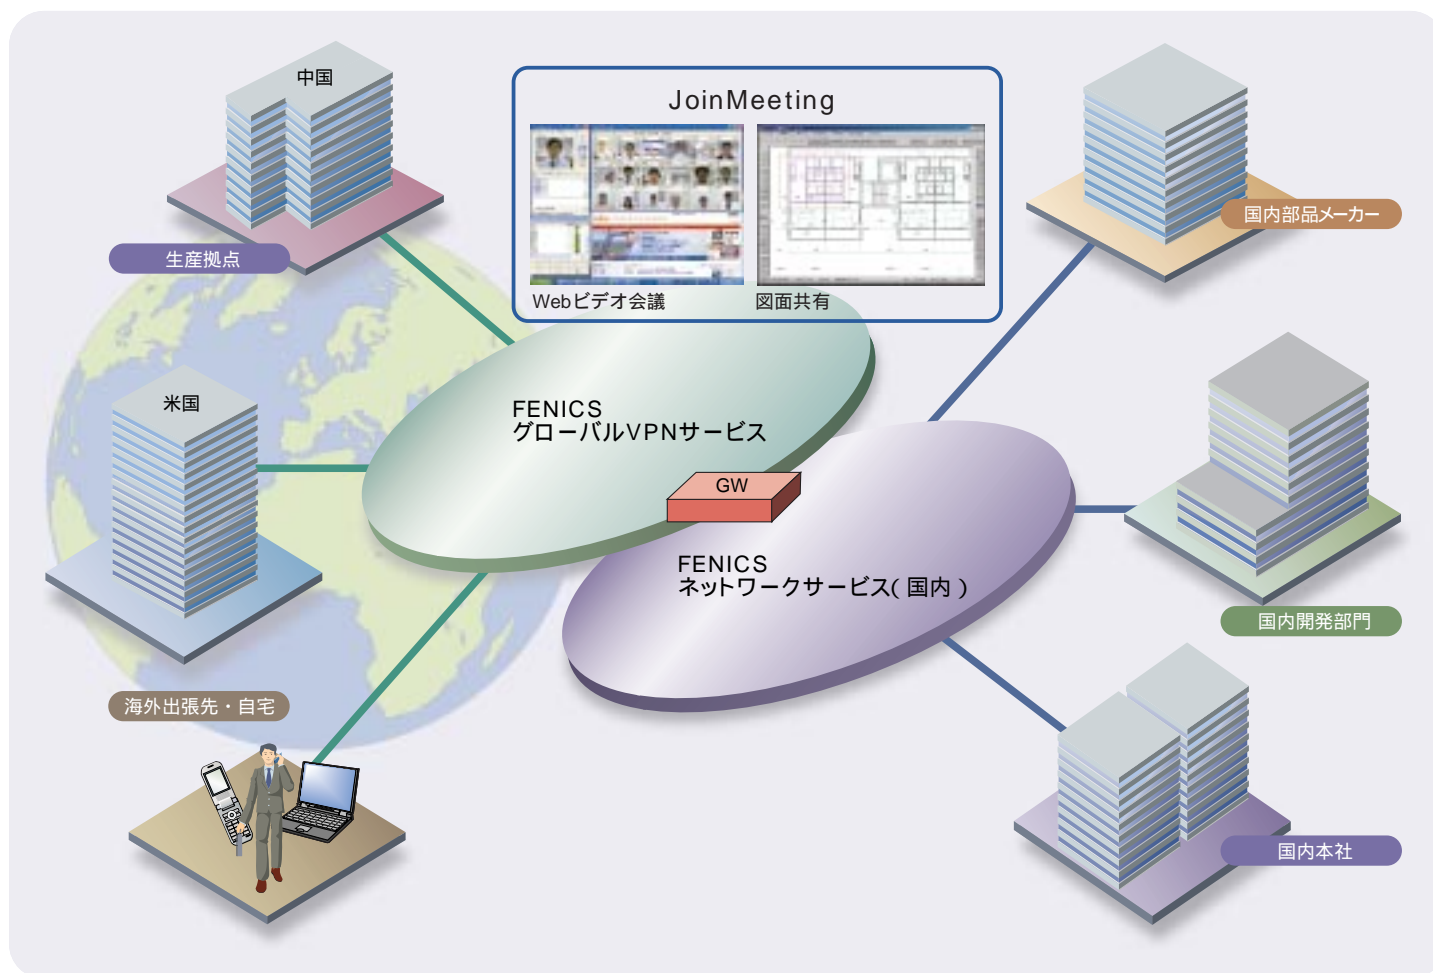 中国
JoinMeeting
Webビデオ会議
図面共有
国内部品メーカー
生産拠点
米国
FENICS
グローバルVPNサービス
GW
FENICS
ネットワークサービス(国内)
国内開発部門
海外出張先・自宅
国内本社